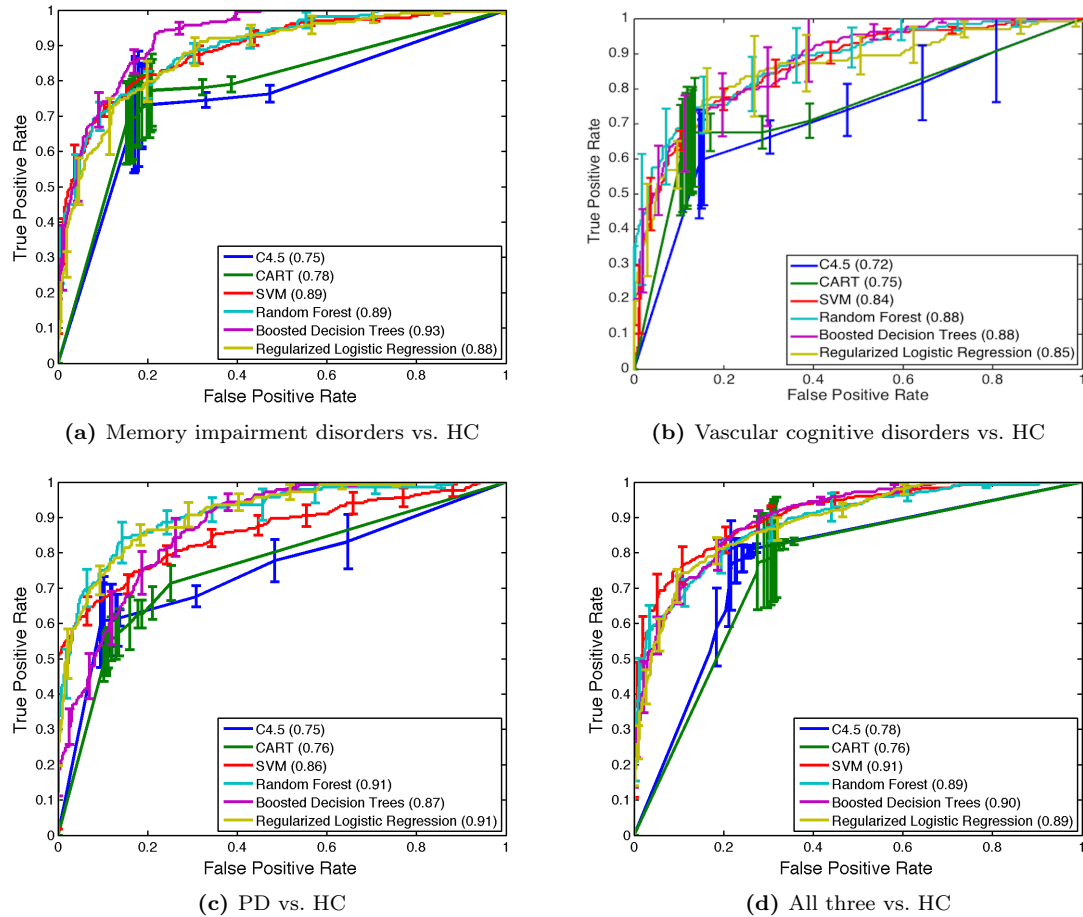 True Positive Rate
1
0.9
0.8
0.7
0.6
0.5
0.4
0.3
0.2
0.1
0
C4.5 (0.75)
CART (0.78)
SVM (0.89)
Random Forest (0.89)
Boosted Decision Trees (0.93)
Regularized Logistic Regression (0.88)
0 0.2 0.4 0.6 0.8 1
False Positive Rate
(a) Memory impairment disorders vs. HC
True Positive Rate
1
0.9
0.8
0.7
0.6
0.5
0.4
0.3
0.2
0.1
0
C4.5 (0.72)
CART (0.75)
SVM (0.84)
Random Forest (0.88)
Boosted Decision Trees (0.88)
Regularized Logistic Regression (0.85)
0 0.2 0.4 0.6 0.8 1
False Positive Rate
(b) Vascular cognitive disorders vs. HC
True Positive Rate
1
0.9
0.8
0.7
0.6
0.5
0.4
0.3
0.2
0.1
0
C4.5 (0.75)
CART (0.76)
SVM (0.86)
Random Forest (0.91)
Boosted Decision Trees (0.87)
Regularized Logistic Regression (0.91)
0 0.2 0.4 0.6 0.8 1
False Positive Rate
(c) PD vs. HC
True Positive Rate
1
0.9
0.8
0.7
0.6
0.5
0.4
0.3
0.2
0.1
0
C4.5 (0.78)
CART (0.76)
SVM (0.91)
Random Forest (0.89)
Boosted Decision Trees (0.90)
Regularized Logistic Regression (0.89)
0 0.2 0.4 0.6 0.8 1
False Positive Rate
(d) All three vs. HC